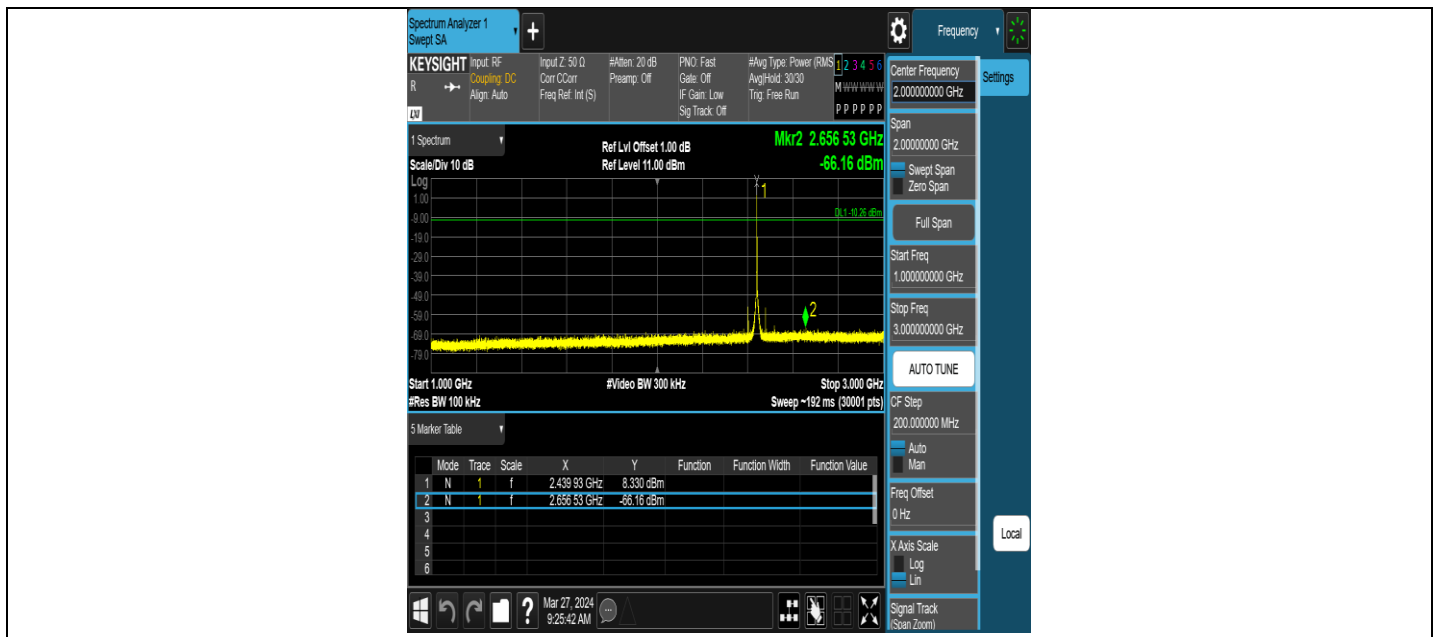 Spectrum Analyzer 1
Swept SA
+
Frequency
KEYSIGHT
R
LXI
Input: RF
Coupling: DC
Align: Auto
Input Z: 50 Ω
Corr CCorr
Freq Ref: Int (S)
#Atten: 20 dB
Preamp: Off
PNO: Fast
Gate: Off
IF Gain: Low
Sig Track: Off
#Avg Type: Power (RMS
Avg|Hold: 30/30
Trig: Free Run
1 2 3 4 5 6
M W W W W W
P P P P P P
1 Spectrum
Scale/Div 10 dB
Ref Lvl Offset 1.00 dB
Ref Level 11.00 dBm
Mkr2 2.656 53 GHz
-66.16 dBm
Log
1.00
-9.00
-19.0
-29.0
-39.0
-49.0
-59.0
-69.0
-79.0
1
DL1 -10.26 dBm
2
Start 1.000 GHz
#Video BW 300 kHz
Stop 3.000 GHz
#Res BW 100 kHz
Sweep ~192 ms (30001 pts)
5 Marker Table
Mode Trace Scale X Y Function Function Width Function Value
1 N 1 f 2.439 93 GHz 8.330 dBm
2 N 1 f 2.656 53 GHz -66.16 dBm
3
4
5
6
Mar 27, 2024
9:25:42 AM
?
Center Frequency
2.000000000 GHz
Settings
Span
2.00000000 GHz
Swept Span
Zero Span
Full Span
Start Freq
1.000000000 GHz
Stop Freq
3.000000000 GHz
AUTO TUNE
CF Step
200.000000 MHz
Auto
Man
Freq Offset
0 Hz
Local
X Axis Scale
Log
Lin
Signal Track
(Span Zoom)